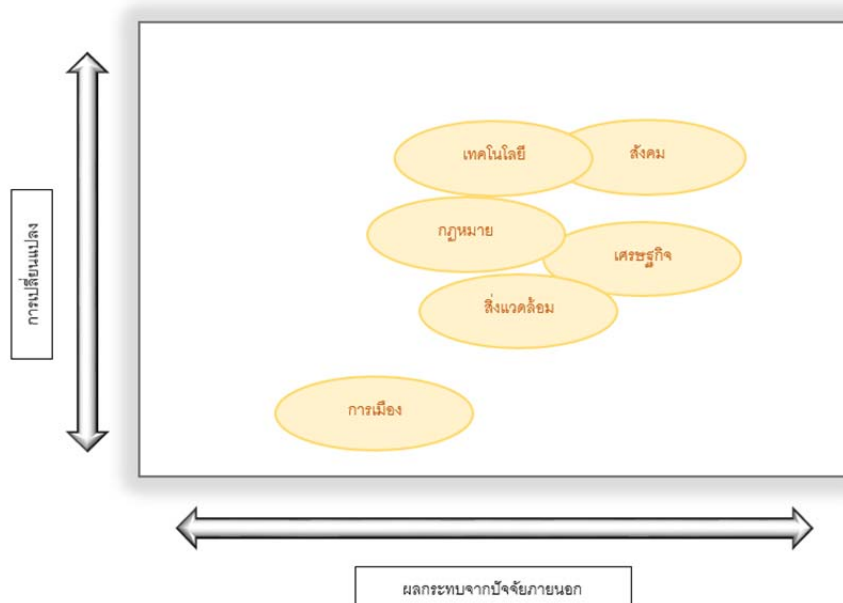 เทคโนโลยี
สังคม
กฎหมาย
เศรษฐกิจ
สิ่งแวดล้อม
การเมือง
การเปลี่ยนแปลง
ผลกระทบจากปัจจัยภายนอก